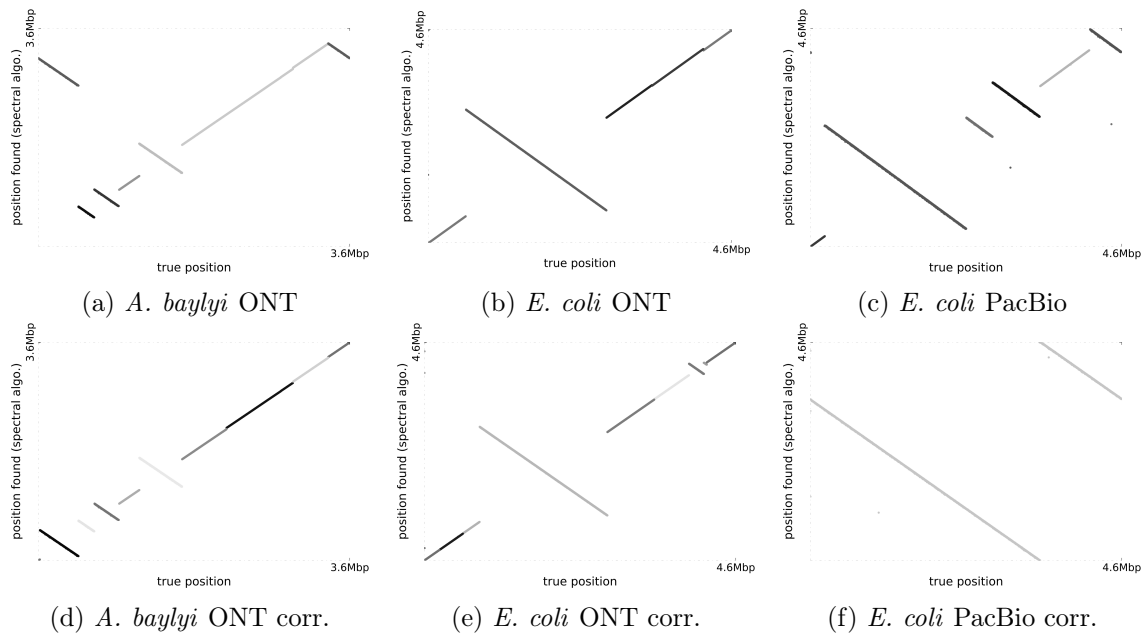 3.6Mbp
position found (spectral algo.)
3.6Mbp
true position
(a) A. baylyi ONT
4.6Mbp
position found (spectral algo.)
4.6Mbp
true position
(b) E. coli ONT
4.6Mbp
position found (spectral algo.)
4.6Mbp
true position
(c) E. coli PacBio
3.6Mbp
position found (spectral algo.)
3.6Mbp
true position
(d) A. baylyi ONT corr.
4.6Mbp
position found (spectral algo.)
4.6Mbp
true position
(e) E. coli ONT corr.
4.6Mbp
position found (spectral algo.)
4.6Mbp
true position
(f) E. coli PacBio corr.